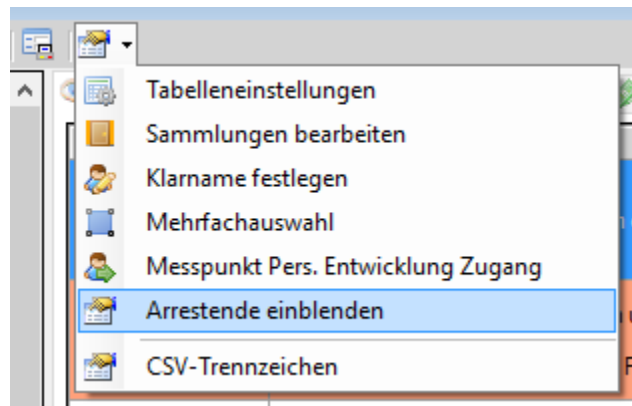 Tabelleneinstellungen
Sammlungen bearbeiten
Klarname festlegen
Mehrfachauswahl
Messpunkt Pers. Entwicklung Zugang
Arrestende einblenden
CSV-Trennzeichen